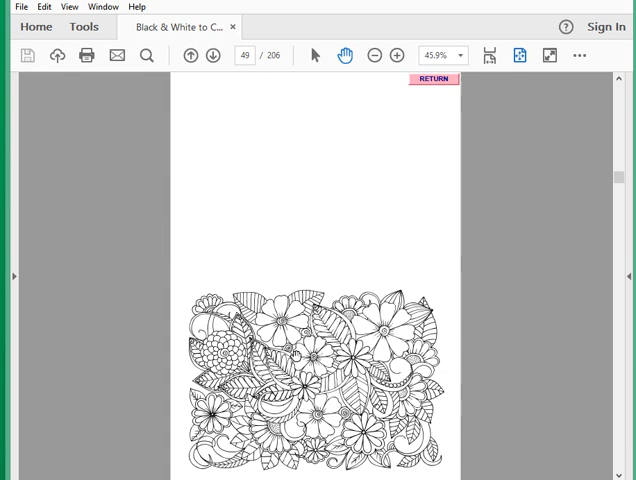 File Edit View Window Help
Home Tools Black & White to C... × Sign In
49 / 206 45.9%
RETURN